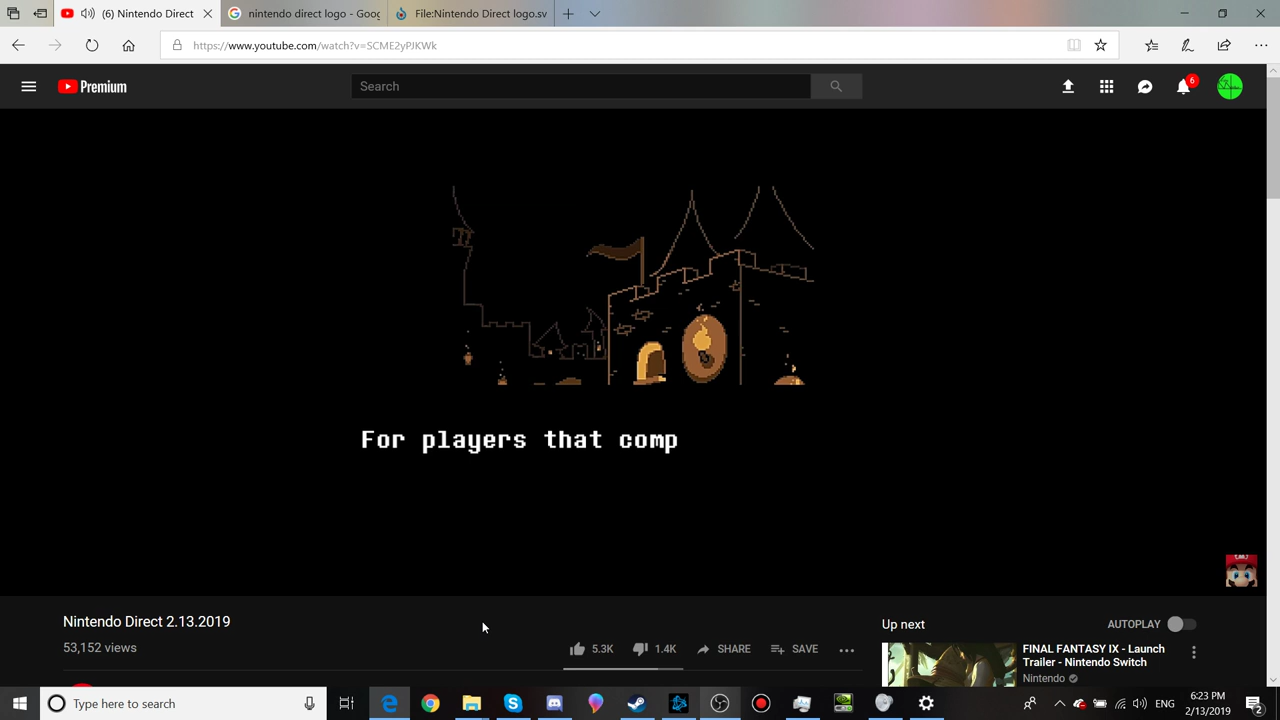 (6) Nintendo Direct
nintendo direct logo - Goog
File:Nintendo Direct logo.sv
https://www.youtube.com/watch?v=SCME2yPJKWk
Premium
Search
6
For players that comp
Nintendo Direct 2.13.2019
53,152 views
5.3K
1.4K
SHARE
SAVE
Up next
AUTOPLAY
FINAL FANTASY IX - Launch
Trailer - Nintendo Switch
Nintendo
Type here to search
ENG
6:23 PM
2/13/2019
2